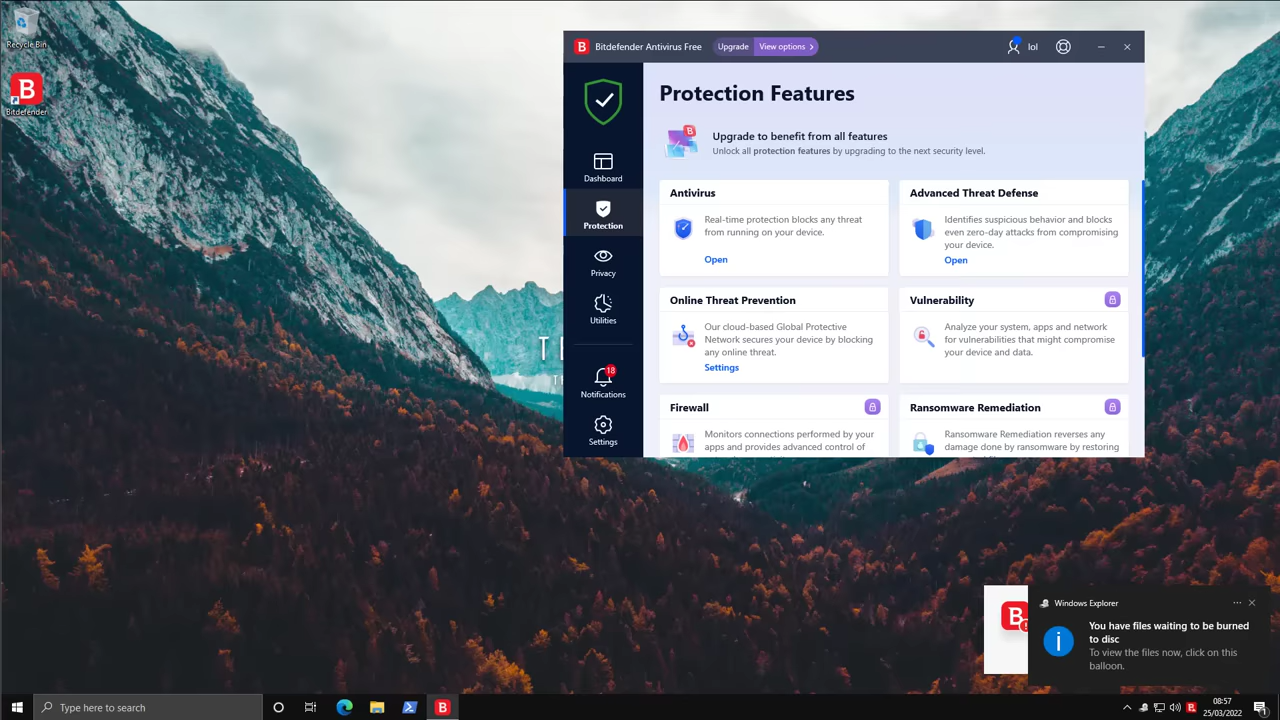 Recycle Bin
B
Bitdefender
B
Bitdefender Antivirus Free
Upgrade
View options
lol
Dashboard
Protection
Privacy
Utilities
18
Notifications
Settings
Protection Features
B
Upgrade to benefit from all features
Unlock all protection features by upgrading to the next security level.
Antivirus
Real-time protection blocks any threat
from running on your device.
Open
Advanced Threat Defense
Identifies suspicious behavior and blocks
even zero-day attacks from compromising
your device.
Open
Online Threat Prevention
Our cloud-based Global Protective
Network secures your device by blocking
any online threat.
Settings
Vulnerability
Analyze your system, apps and network
for vulnerabilities that might compromise
your device and data.
Firewall
Monitors connections performed by your
apps and provides advanced control of
Ransomware Remediation
Ransomware Remediation reverses any
damage done by ransomware by restoring
T
B
Windows Explorer
You have files waiting to be burned
to disc
To view the files now, click on this
balloon.
Type here to search
B
B
08:57
25/03/2022
1